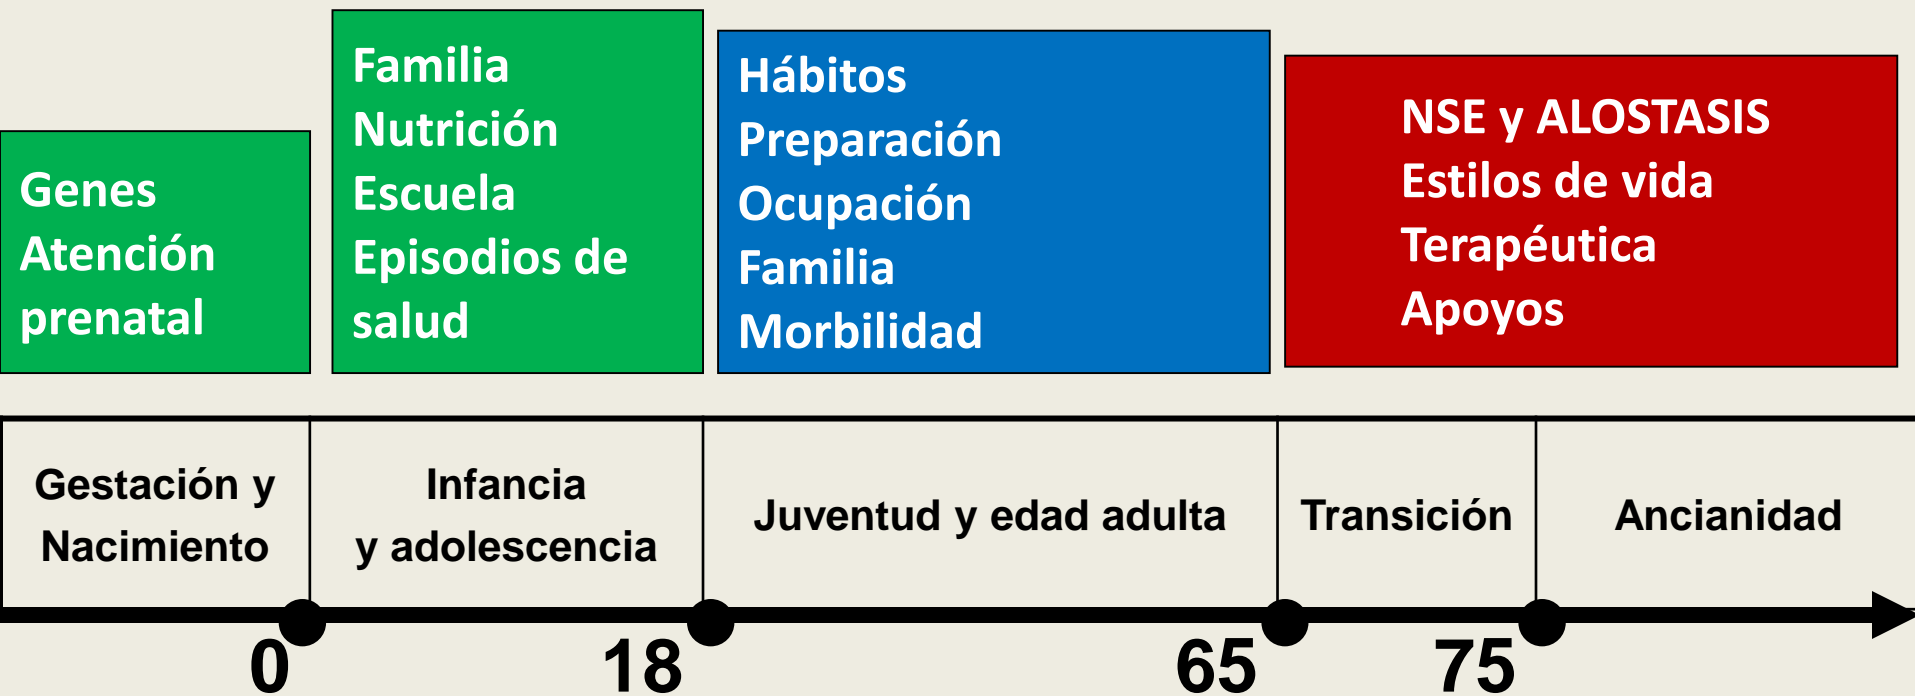 Genes
Atención
prenatal
Familia
Nutrición
Escuela
Episodios de
salud
Hábitos
Preparación
Ocupación
Familia
Morbilidad
NSE y ALOSTASIS
Estilos de vida
Terapéutica
Apoyos
Gestación y
Nacimiento
Infancia
y adolescencia
Juventud y edad adulta
Transición
Ancianidad
0
18
65
75